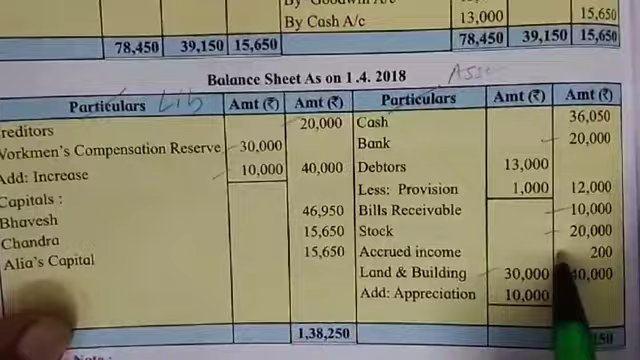 By Cash A/c 13,000 15,650
78,450 39,150 15,650 78,450 39,150 15,650
Balance Sheet As on 1.4. 2018
Particulars Lib Amt (₹) Amt (₹) Particulars Amt (₹) Amt (₹)
reditors 20,000 Cash 36,050
Workmen's Compensation Reserve 30,000 Bank 20,000
Add: Increase 10,000 40,000 Debtors 13,000
Capitals : Less: Provision 1,000 12,000
Bhavesh 46,950 Bills Receivable 10,000
Chandra 15,650 Stock 20,000
Alia's Capital 15,650 Accrued income 200
Land & Building 30,000 40,000
Add: Appreciation 10,000
1,38,250